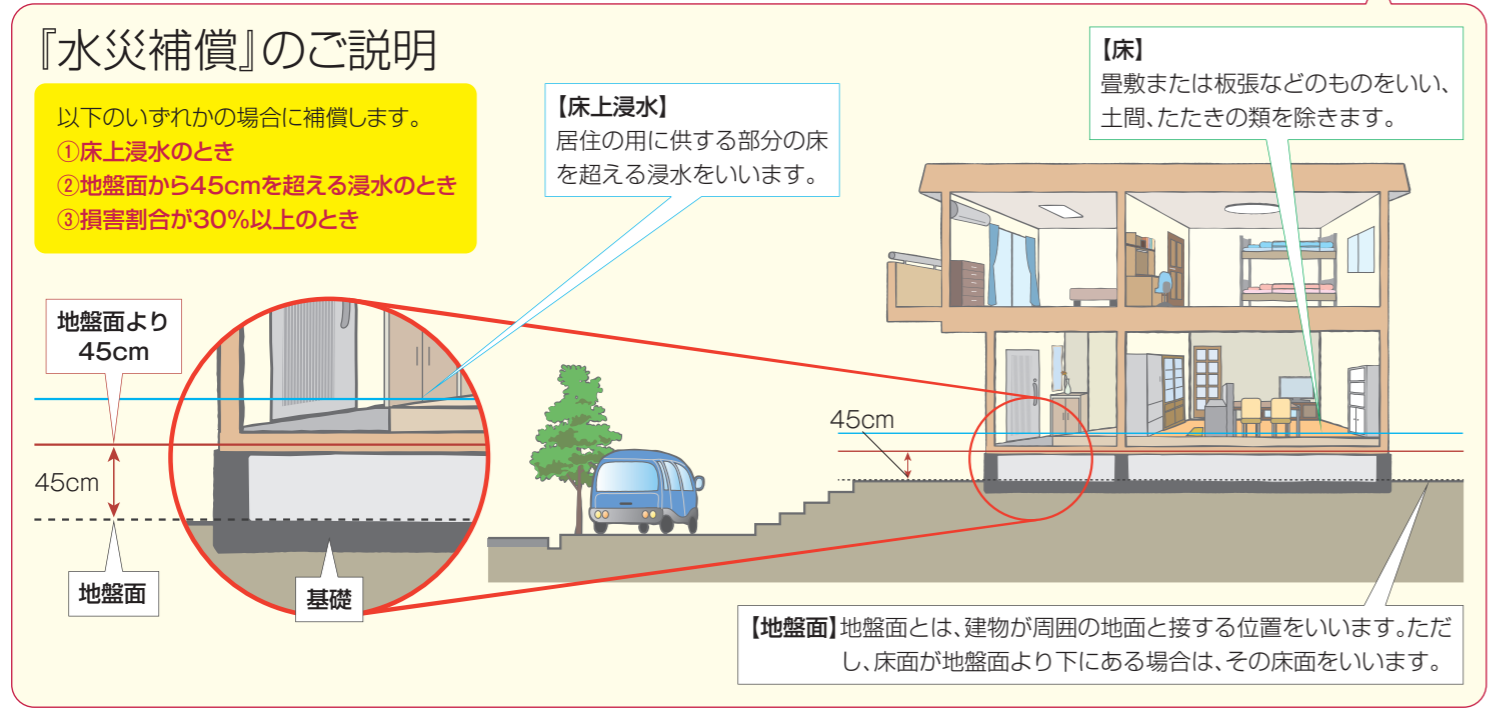 『水災補償』のご説明
以下のいずれかの場合に補償します。
①床上浸水のとき
②地盤面から45cmを超える浸水のとき
③損害割合が30%以上のとき
【床上浸水】
居住の用に供する部分の床
を超える浸水をいいます。
【床】
畳敷または板張などのものをいい、
土間、たたきの類を除きます。
地盤面より
45cm
45cm
地盤面
基礎
45cm
【地盤面】地盤面とは、建物が周囲の地面と接する位置をいいます。ただ
し、床面が地盤面より下にある場合は、その床面をいいます。